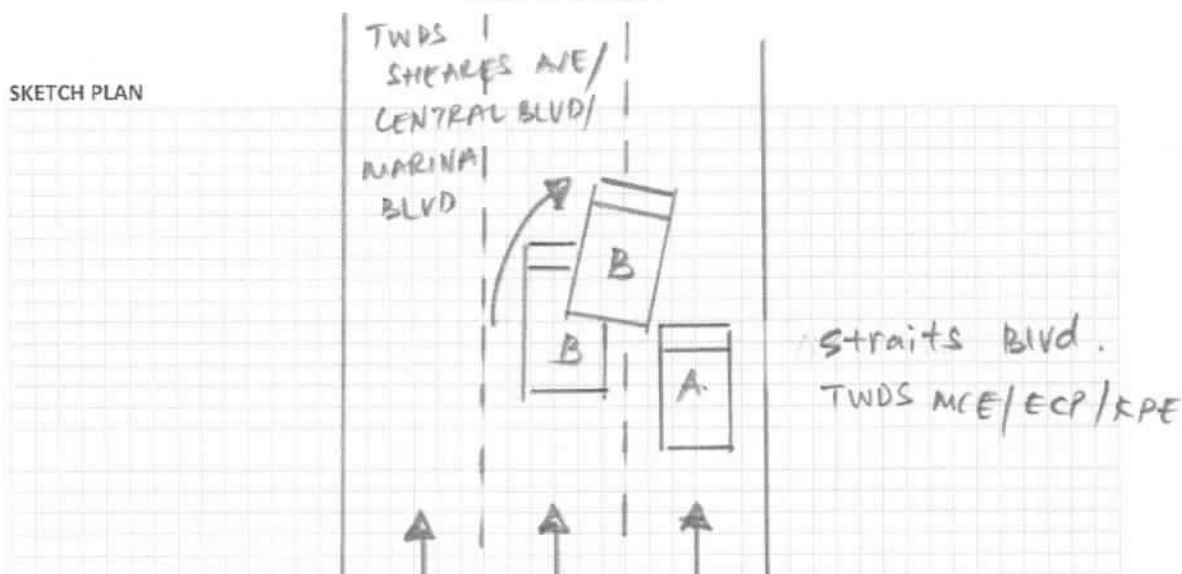 SKETCH PLAN
TWDS
SHEARES AVE/
CENTRAL BLVD/
MARINA
BLVD
B
B
A.
Straits Blvd.
TWDS MCE/ECP/KPE